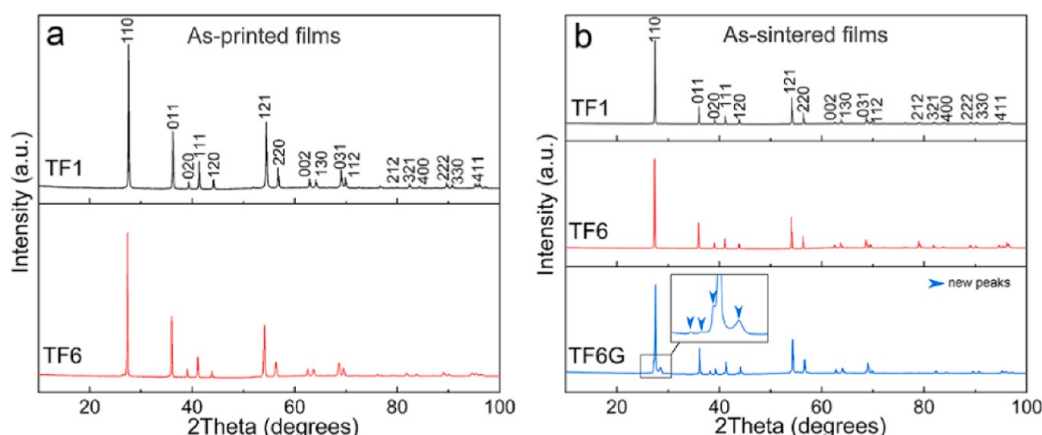 a
As-printed films
110
011
020
111
120
121
220
002
130
031
112
212
321
400
222
330
411
TF1
TF6
Intensity (a.u.)
20 40 60 80 100
2Theta (degrees)
b
As-sintered films
110
011
020
111
120
121
220
002
130
031
112
212
321
400
222
330
411
TF1
TF6
new peaks
TF6G
Intensity (a.u.)
20 40 60 80 100
2Theta (degrees)